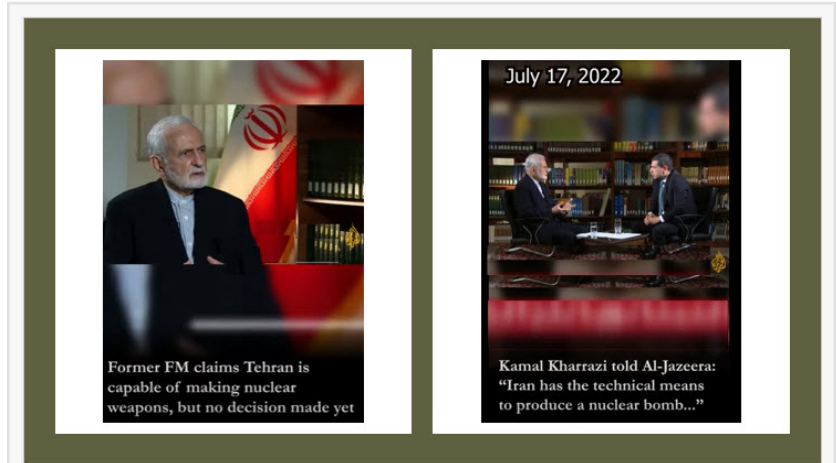 July 17, 2022
Former FM claims Tehran is
capable of making nuclear
weapons, but no decision made yet
Kamal Kharrazi told Al-Jazeera:
“Iran has the technical means
to produce a nuclear bomb...”